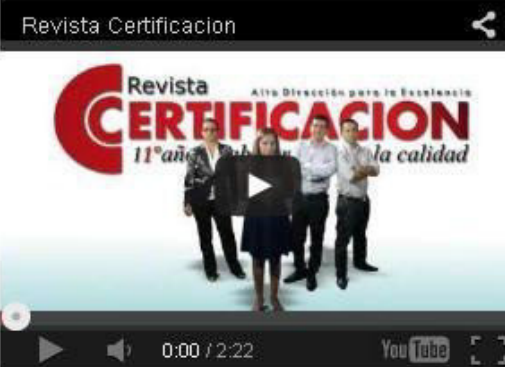 Revista Certificacion
Revista
Alta Dirección para la Excelencia
CERTIFICACION
11° la calidad
0:00 / 2:22
YouTube